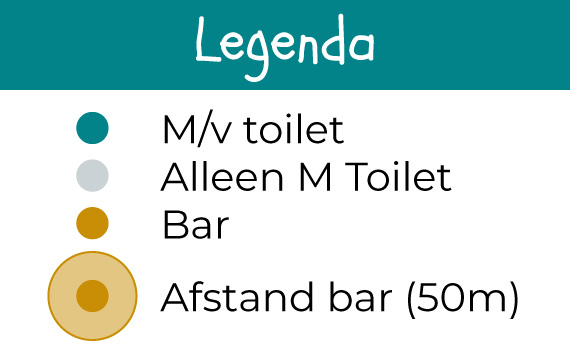 Legenda
M/v toilet
Alleen M Toilet
Bar
Afstand bar (50m)